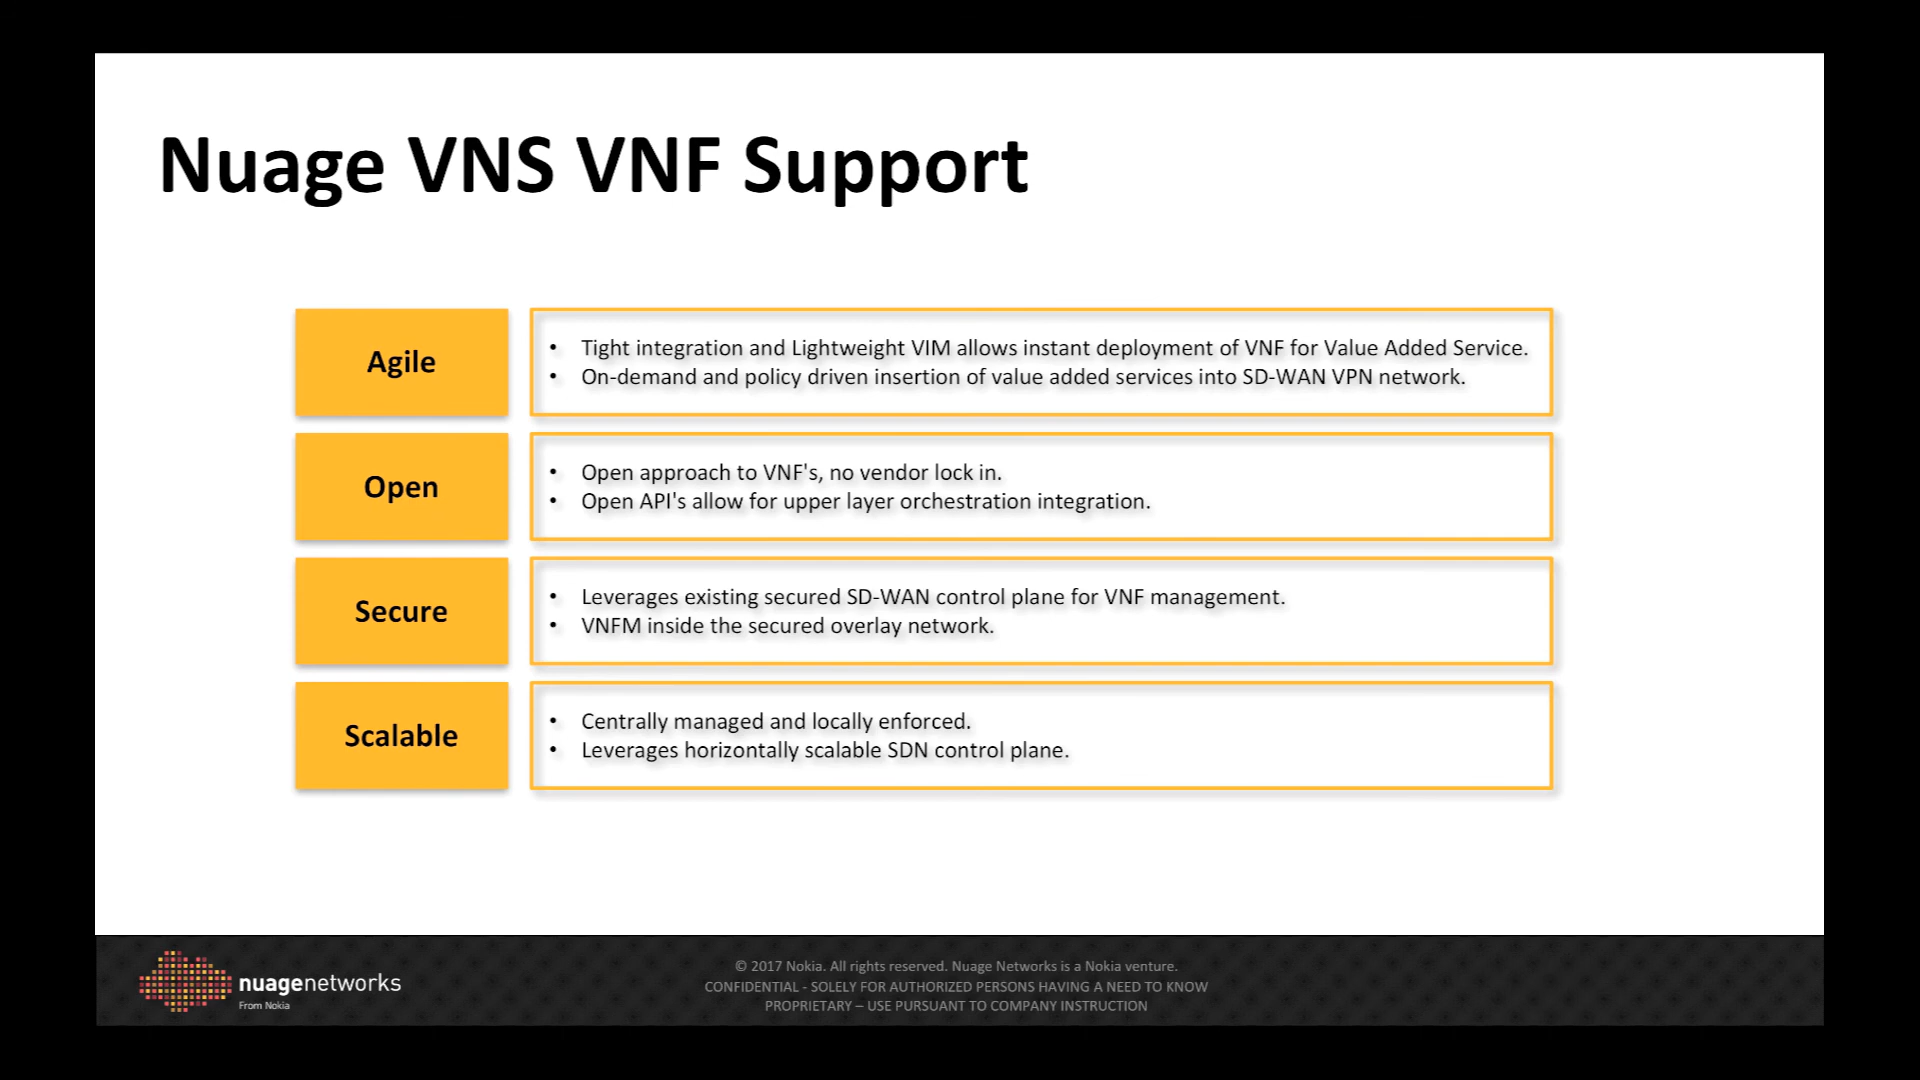 Nuage VNS VNF Support
Agile
• Tight integration and Lightweight VIM allows instant deployment of VNF for Value Added Service.
• On-demand and policy driven insertion of value added services into SD-WAN VPN network.
Open
• Open approach to VNF's, no vendor lock in.
• Open API's allow for upper layer orchestration integration.
Secure
• Leverages existing secured SD-WAN control plane for VNF management.
• VNFM inside the secured overlay network.
Scalable
• Centrally managed and locally enforced.
• Leverages horizontally scalable SDN control plane.
nuagenetworks
From Nokia
© 2017 Nokia. All rights reserved. Nuage Networks is a Nokia venture.
CONFIDENTIAL - SOLELY FOR AUTHORIZED PERSONS HAVING A NEED TO KNOW
PROPRIETARY – USE PURSUANT TO COMPANY INSTRUCTION